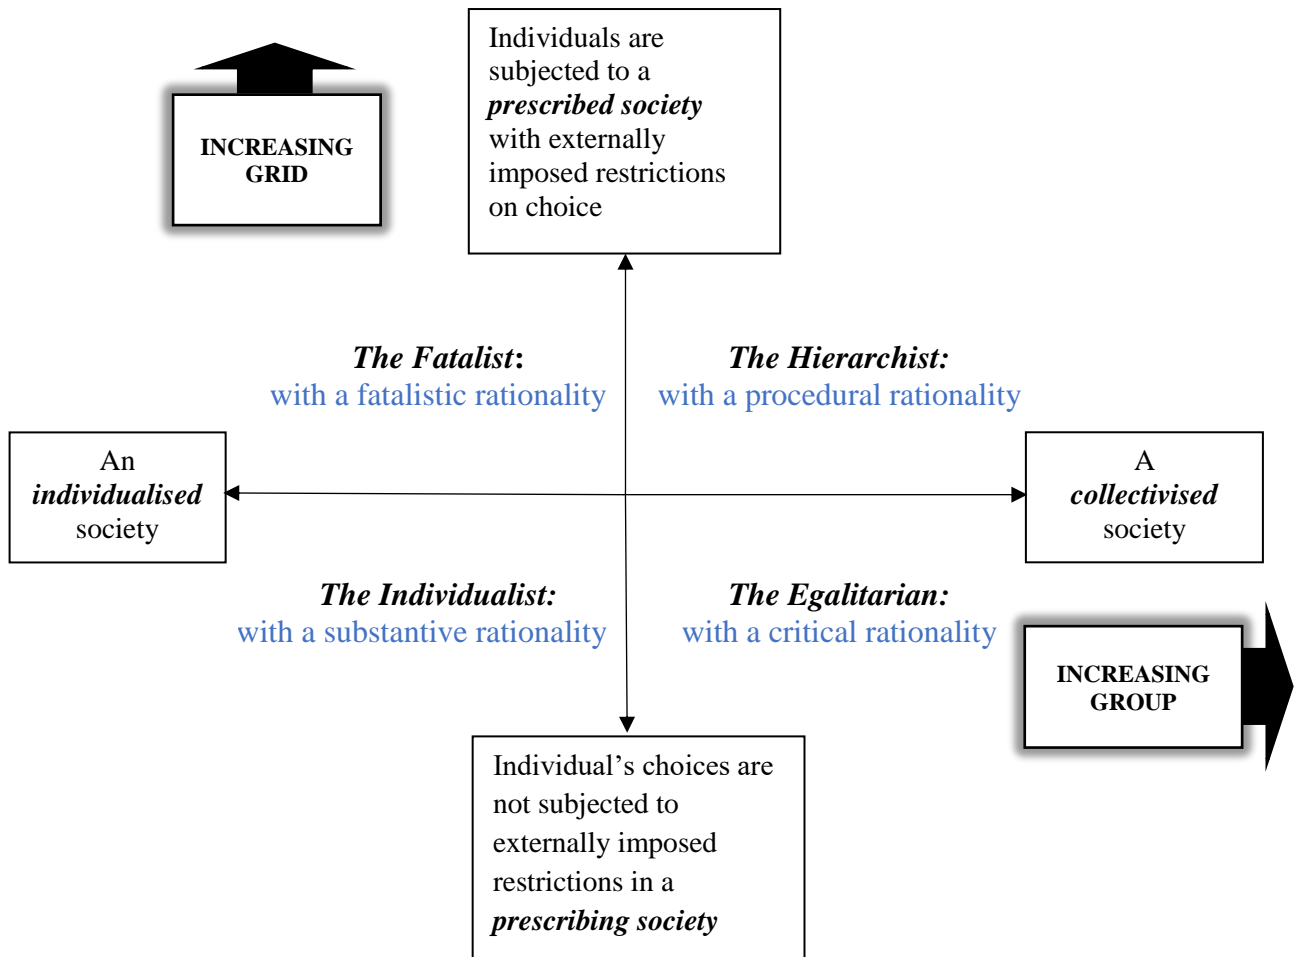 Individuals are
subjected to a
prescribed society
with externally
imposed restrictions
on choice
INCREASING
GRID
The Fatalist:
with a fatalistic rationality
The Hierarchist:
with a procedural rationality
An
individualised
society
A
collectivised
society
The Individualist:
with a substantive rationality
The Egalitarian:
with a critical rationality
INCREASING
GROUP
Individual’s choices are
not subjected to
externally imposed
restrictions in a
prescribing society